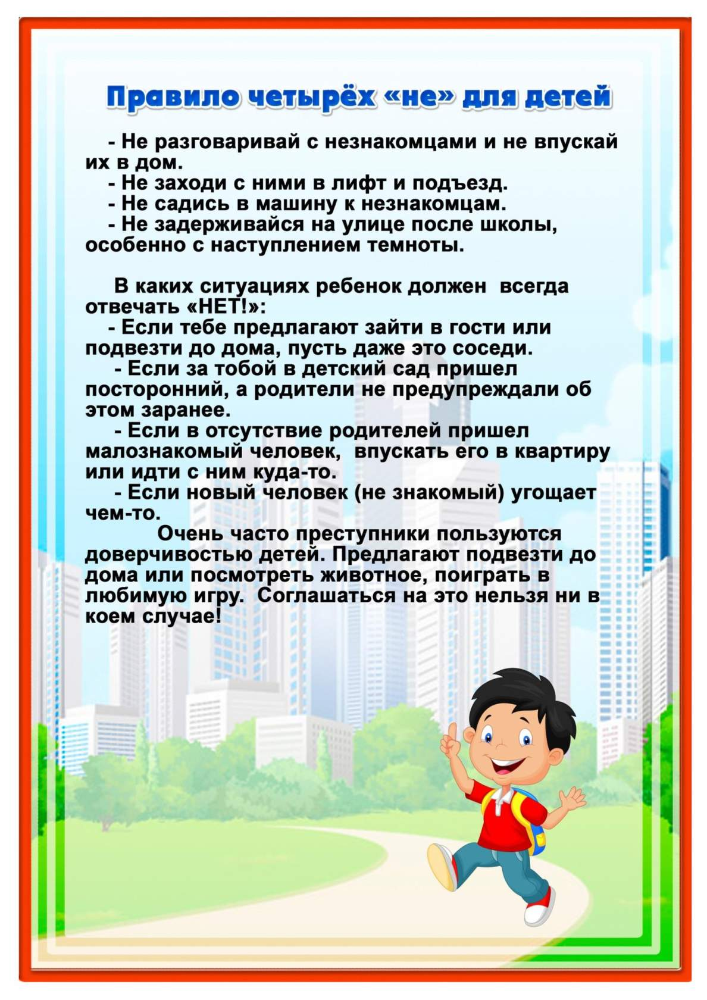 Правило четырёх «не» для детей
- Не разговаривай с незнакомцами и не впускай
их в дом.
- Не заходи с ними в лифт и подъезд.
- Не садись в машину к незнакомцам.
- Не задерживайся на улице после школы,
особенно с наступлением темноты.
В каких ситуациях ребенок должен  всегда
отвечать «НЕТ!»:
- Если тебе предлагают зайти в гости или
подвезти до дома, пусть даже это соседи.
- Если за тобой в детский сад пришел
посторонний, а родители не предупреждали об
этом заранее.
- Если в отсутствие родителей пришел
малознакомый человек,  впускать его в квартиру
или идти с ним куда-то.
- Если новый человек (не знакомый) угощает
чем-то.
Очень часто преступники пользуются
доверчивостью детей. Предлагают подвезти до
дома или посмотреть животное, поиграть в
любимую игру.  Соглашаться на это нельзя ни в
коем случае!